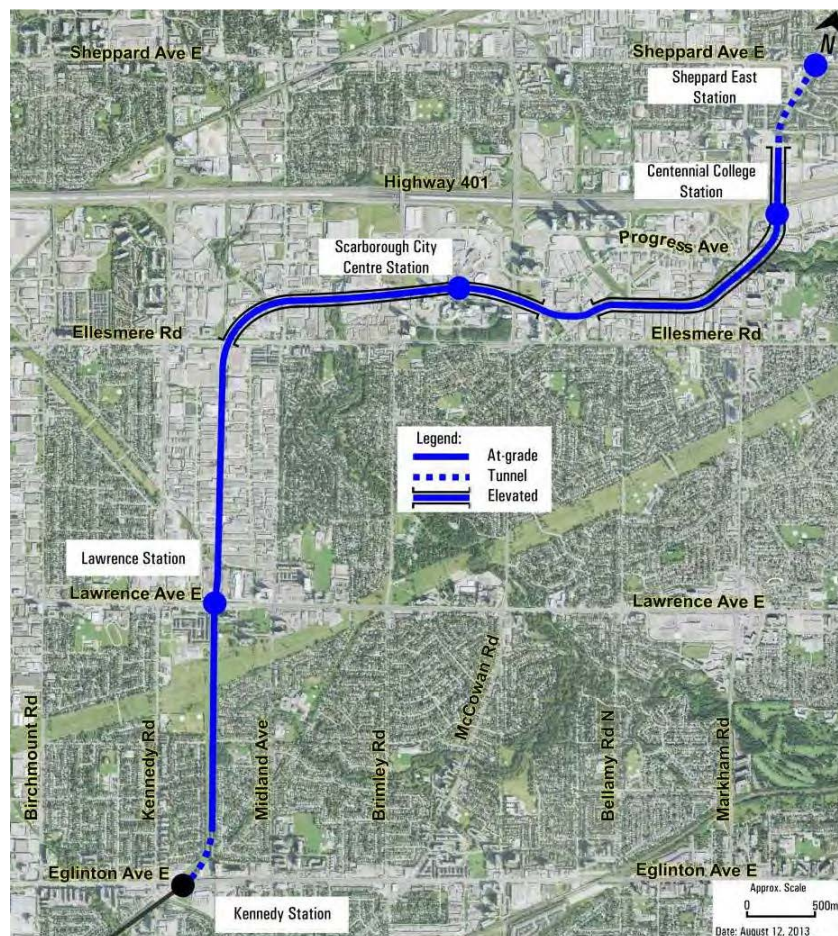 Sheppard Ave E
Sheppard Ave E
N
Sheppard East
Station
Highway 401
Centennial College
Station
Progress Ave
Scarborough City
Centre Station
Ellesmere Rd
Ellesmere Rd
Legend:
At-grade
Tunnel
Elevated
Lawrence Station
Lawrence Ave E
Lawrence Ave E
Birchmount Rd
Kennedy Rd
Midland Ave
Brimley Rd
McCowan Rd
Bellamy Rd N
Markham Rd
Eglinton Ave E
Eglinton Ave E
Kennedy Station
Approx. Scale
0 500m
Date: August 12, 2013